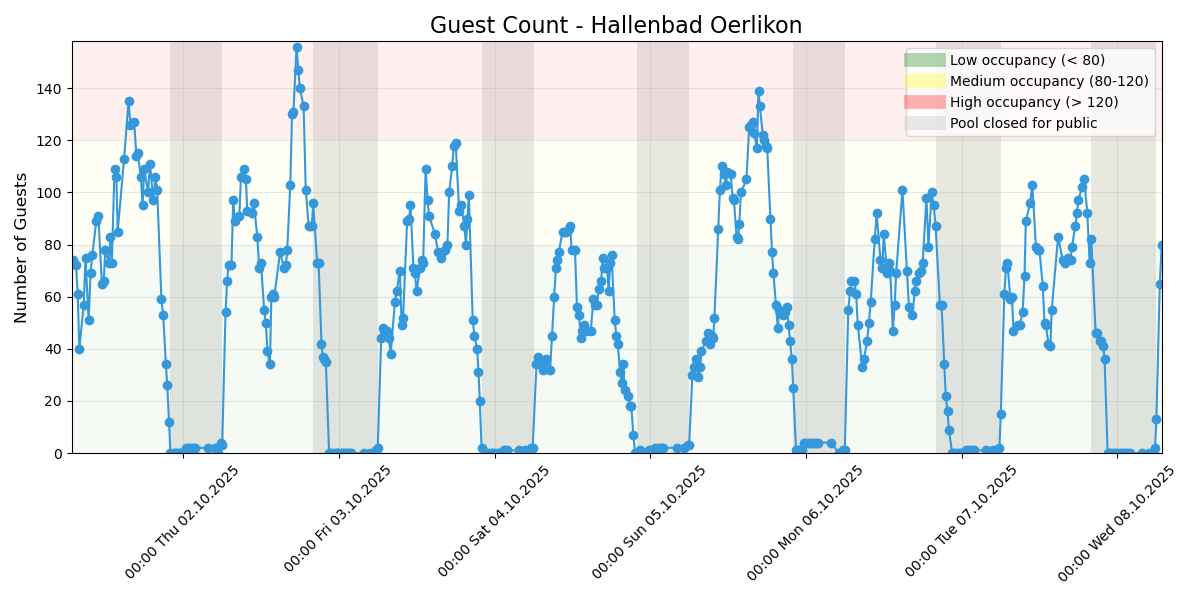 Guest Count - Hallenbad Oerlikon
Number of Guests
140
120
100
80
60
40
20
0
Low occupancy (< 80)
Medium occupancy (80-120)
High occupancy (> 120)
Pool closed for public
00:00 Thu 02.10.2025
00:00 Fri 03.10.2025
00:00 Sat 04.10.2025
00:00 Sun 05.10.2025
00:00 Mon 06.10.2025
00:00 Tue 07.10.2025
00:00 Wed 08.10.2025